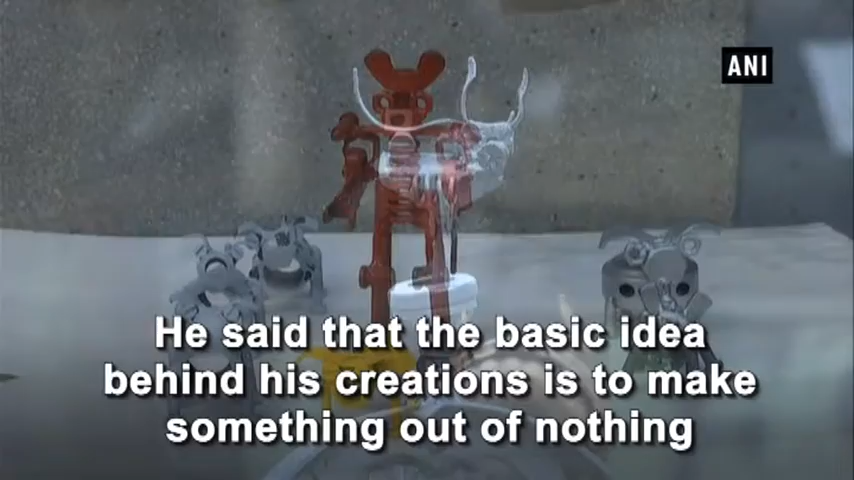 ANI
He said that the basic idea
behind his creations is to make
something out of nothing